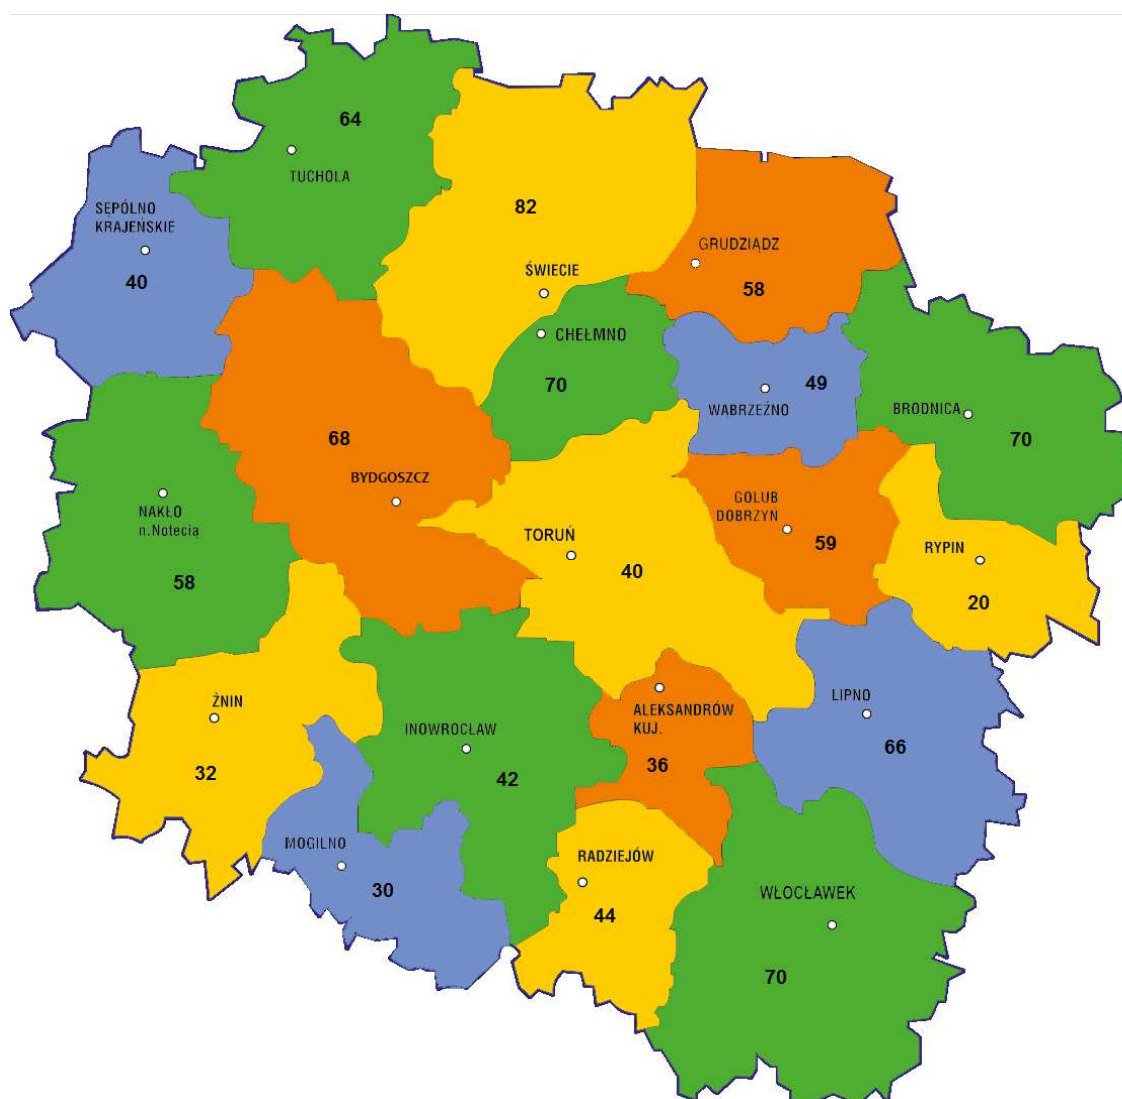 64
TUCHOLA
82
SĘPÓLNO
KRAJEŃSKIE
40
GRUDZIĄDZ
58
ŚWIECIE
CHEŁMNO
70
49
WABRZEŹNO
BRODNICA
70
68
BYDGOSZCZ
NAKŁO
n.Notecią
58
TORUŃ
40
GOLUB
DOBRZYŃ
59
RYPIN
20
ŻNIN
32
INOWROCŁAW
42
ALEKSANDRÓW
KUJ.
36
LIPNO
66
MOGILNO
30
RADZIEJÓW
44
WŁOCŁAWEK
70